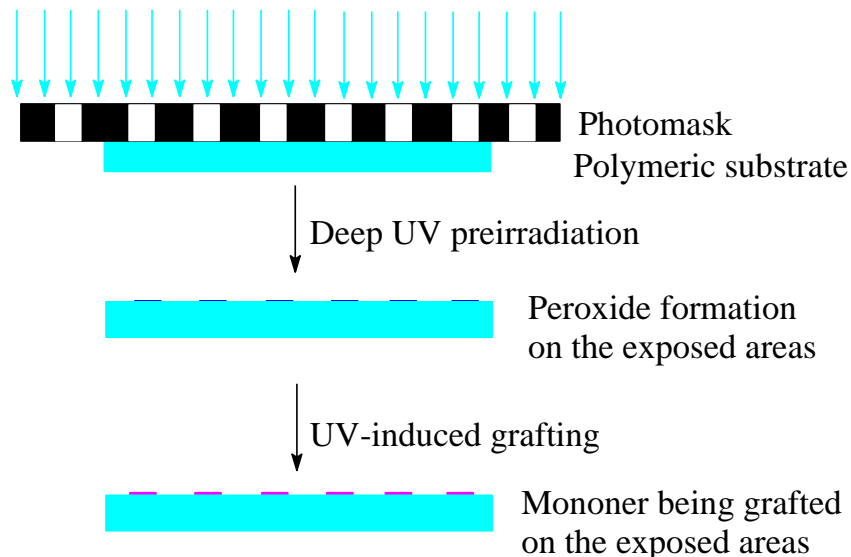 Photomask
Polymeric substrate
Deep UV preirradiation
Peroxide formation
on the exposed areas
UV-induced grafting
Mononer being grafted
on the exposed areas